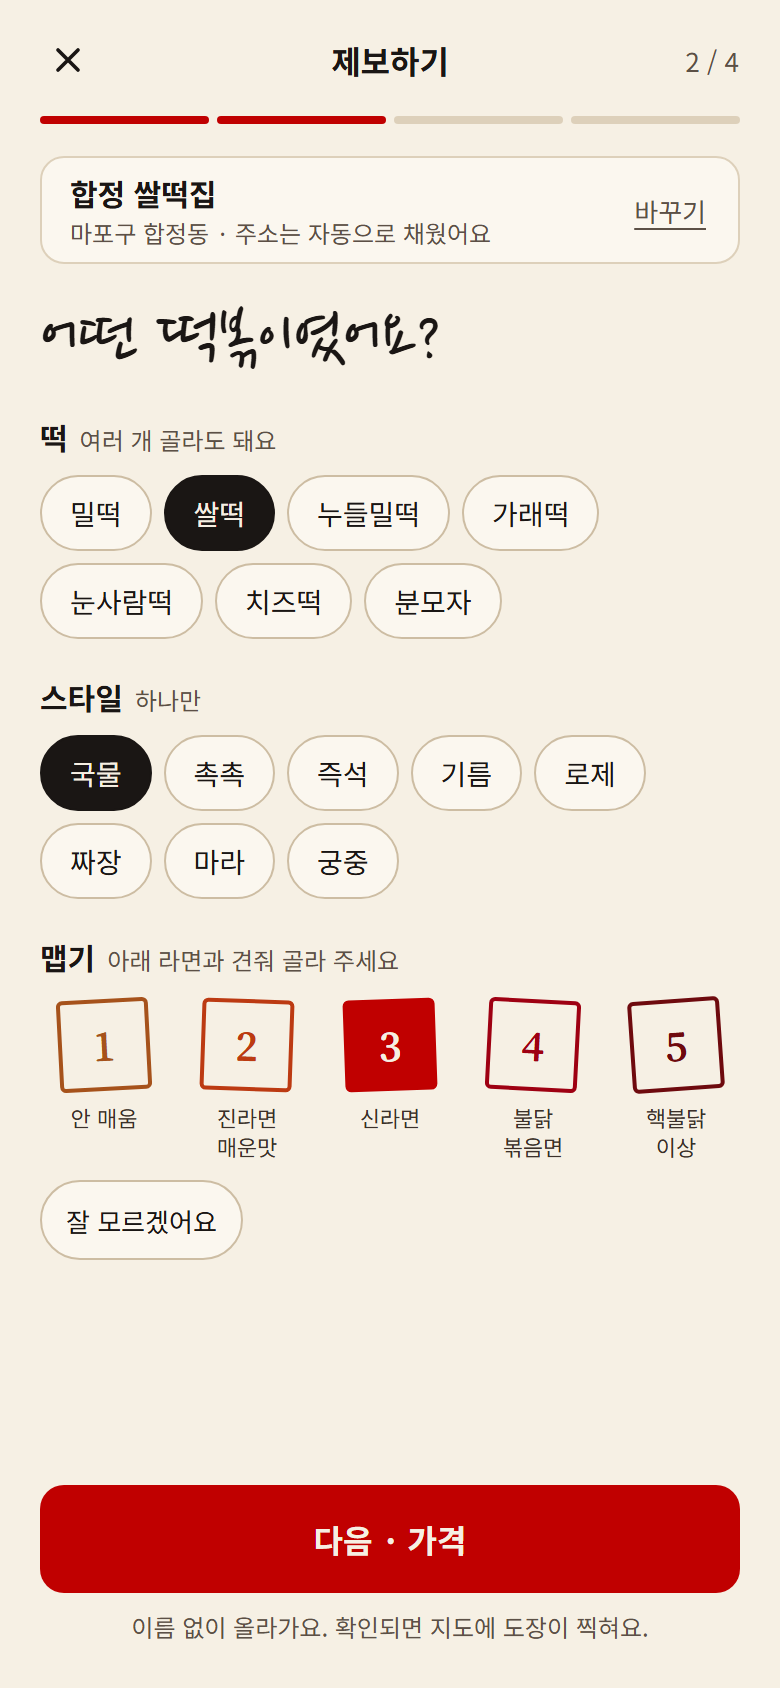 제보하기
2 / 4
합정 쌀떡집
마포구 합정동 · 주소는 자동으로 채웠어요
바꾸기
어떤 떡볶이였어요?
떡 여러 개 골라도 돼요
밀떡 쌀떡 누들밀떡 가래떡
눈사람떡 치즈떡 분모자
스타일 하나만
국물 촉촉 즉석 기름 로제
짜장 마라 궁중
맵기 아래 라면과 견줘 골라 주세요
1 2 3 4 5
안 매움 진라면 신라면 불닭 핵불닭
매운맛 볶음면 이상
잘 모르겠어요
다음 · 가격
이름 없이 올라가요. 확인되면 지도에 도장이 찍혀요.